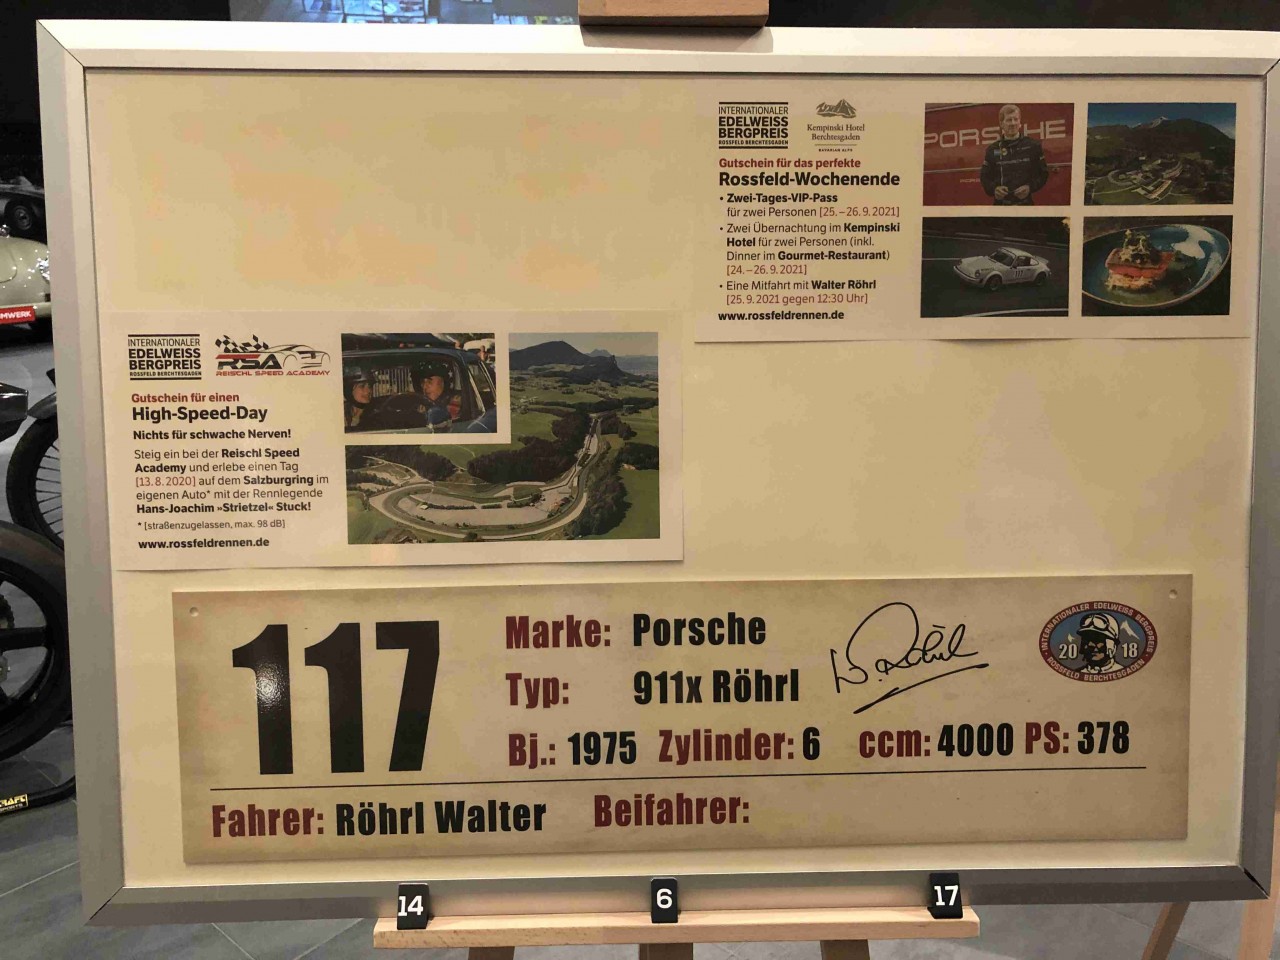 INTERNATIONALER
EDELWEISS
BERGPREIS
ROSSFELD BERCHTESGADEN
Kempinski Hotel
Berchtesgaden
BAVARIAN ALPS
Gutschein für das perfekte
Rossfeld-Wochenende
• Zwei-Tages-VIP-Pass
für zwei Personen [25.–26.9.2021]
• Zwei Übernachtung im Kempinski
Hotel für zwei Personen (inkl.
Dinner im Gourmet-Restaurant)
[24.–26.9.2021]
• Eine Mitfahrt mit Walter Röhrl
[25.9.2021 gegen 12:30 Uhr]
www.rossfeldrennen.de
PORSCHE
117
INTERNATIONALER
EDELWEISS
BERGPREIS
ROSSFELD BERCHTESGADEN
RSA
REISCHL SPEED ACADEMY
Gutschein für einen
High-Speed-Day
Nichts für schwache Nerven!
Steig ein bei der Reischl Speed
Academy und erlebe einen Tag
[13.8.2020] auf dem Salzburgring im
eigenen Auto* mit der Rennlegende
Hans-Joachim »Strietzel« Stuck!
* [straßenzugelassen, max. 98 dB]
www.rossfeldrennen.de
117
Marke: Porsche
Typ: 911x Röhrl
W. Röhrl
Bj.: 1975 Zylinder: 6 ccm: 4000 PS: 378
Fahrer: Röhrl Walter Beifahrer:
INTERNATIONALER EDELWEISS BERGPREIS
20 18
ROSSFELD BERCHTESGADEN
14
6
17
MWERK